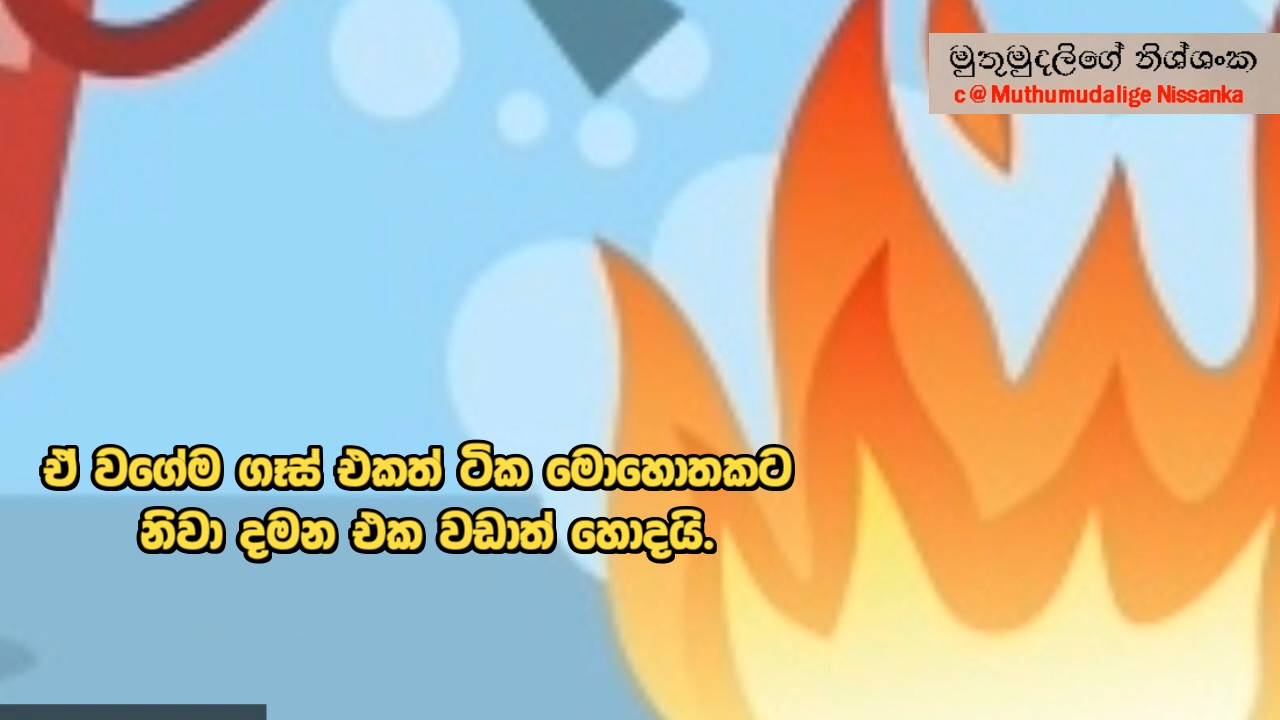 මුතුමුදලිගේ නිශ්ශංක
c@Muthumudalige Nissanka
ඒ වගේම ගෑස් එකත් ටික මොහොතකට
නිවා දමන එක වඩාත් හොදයි.